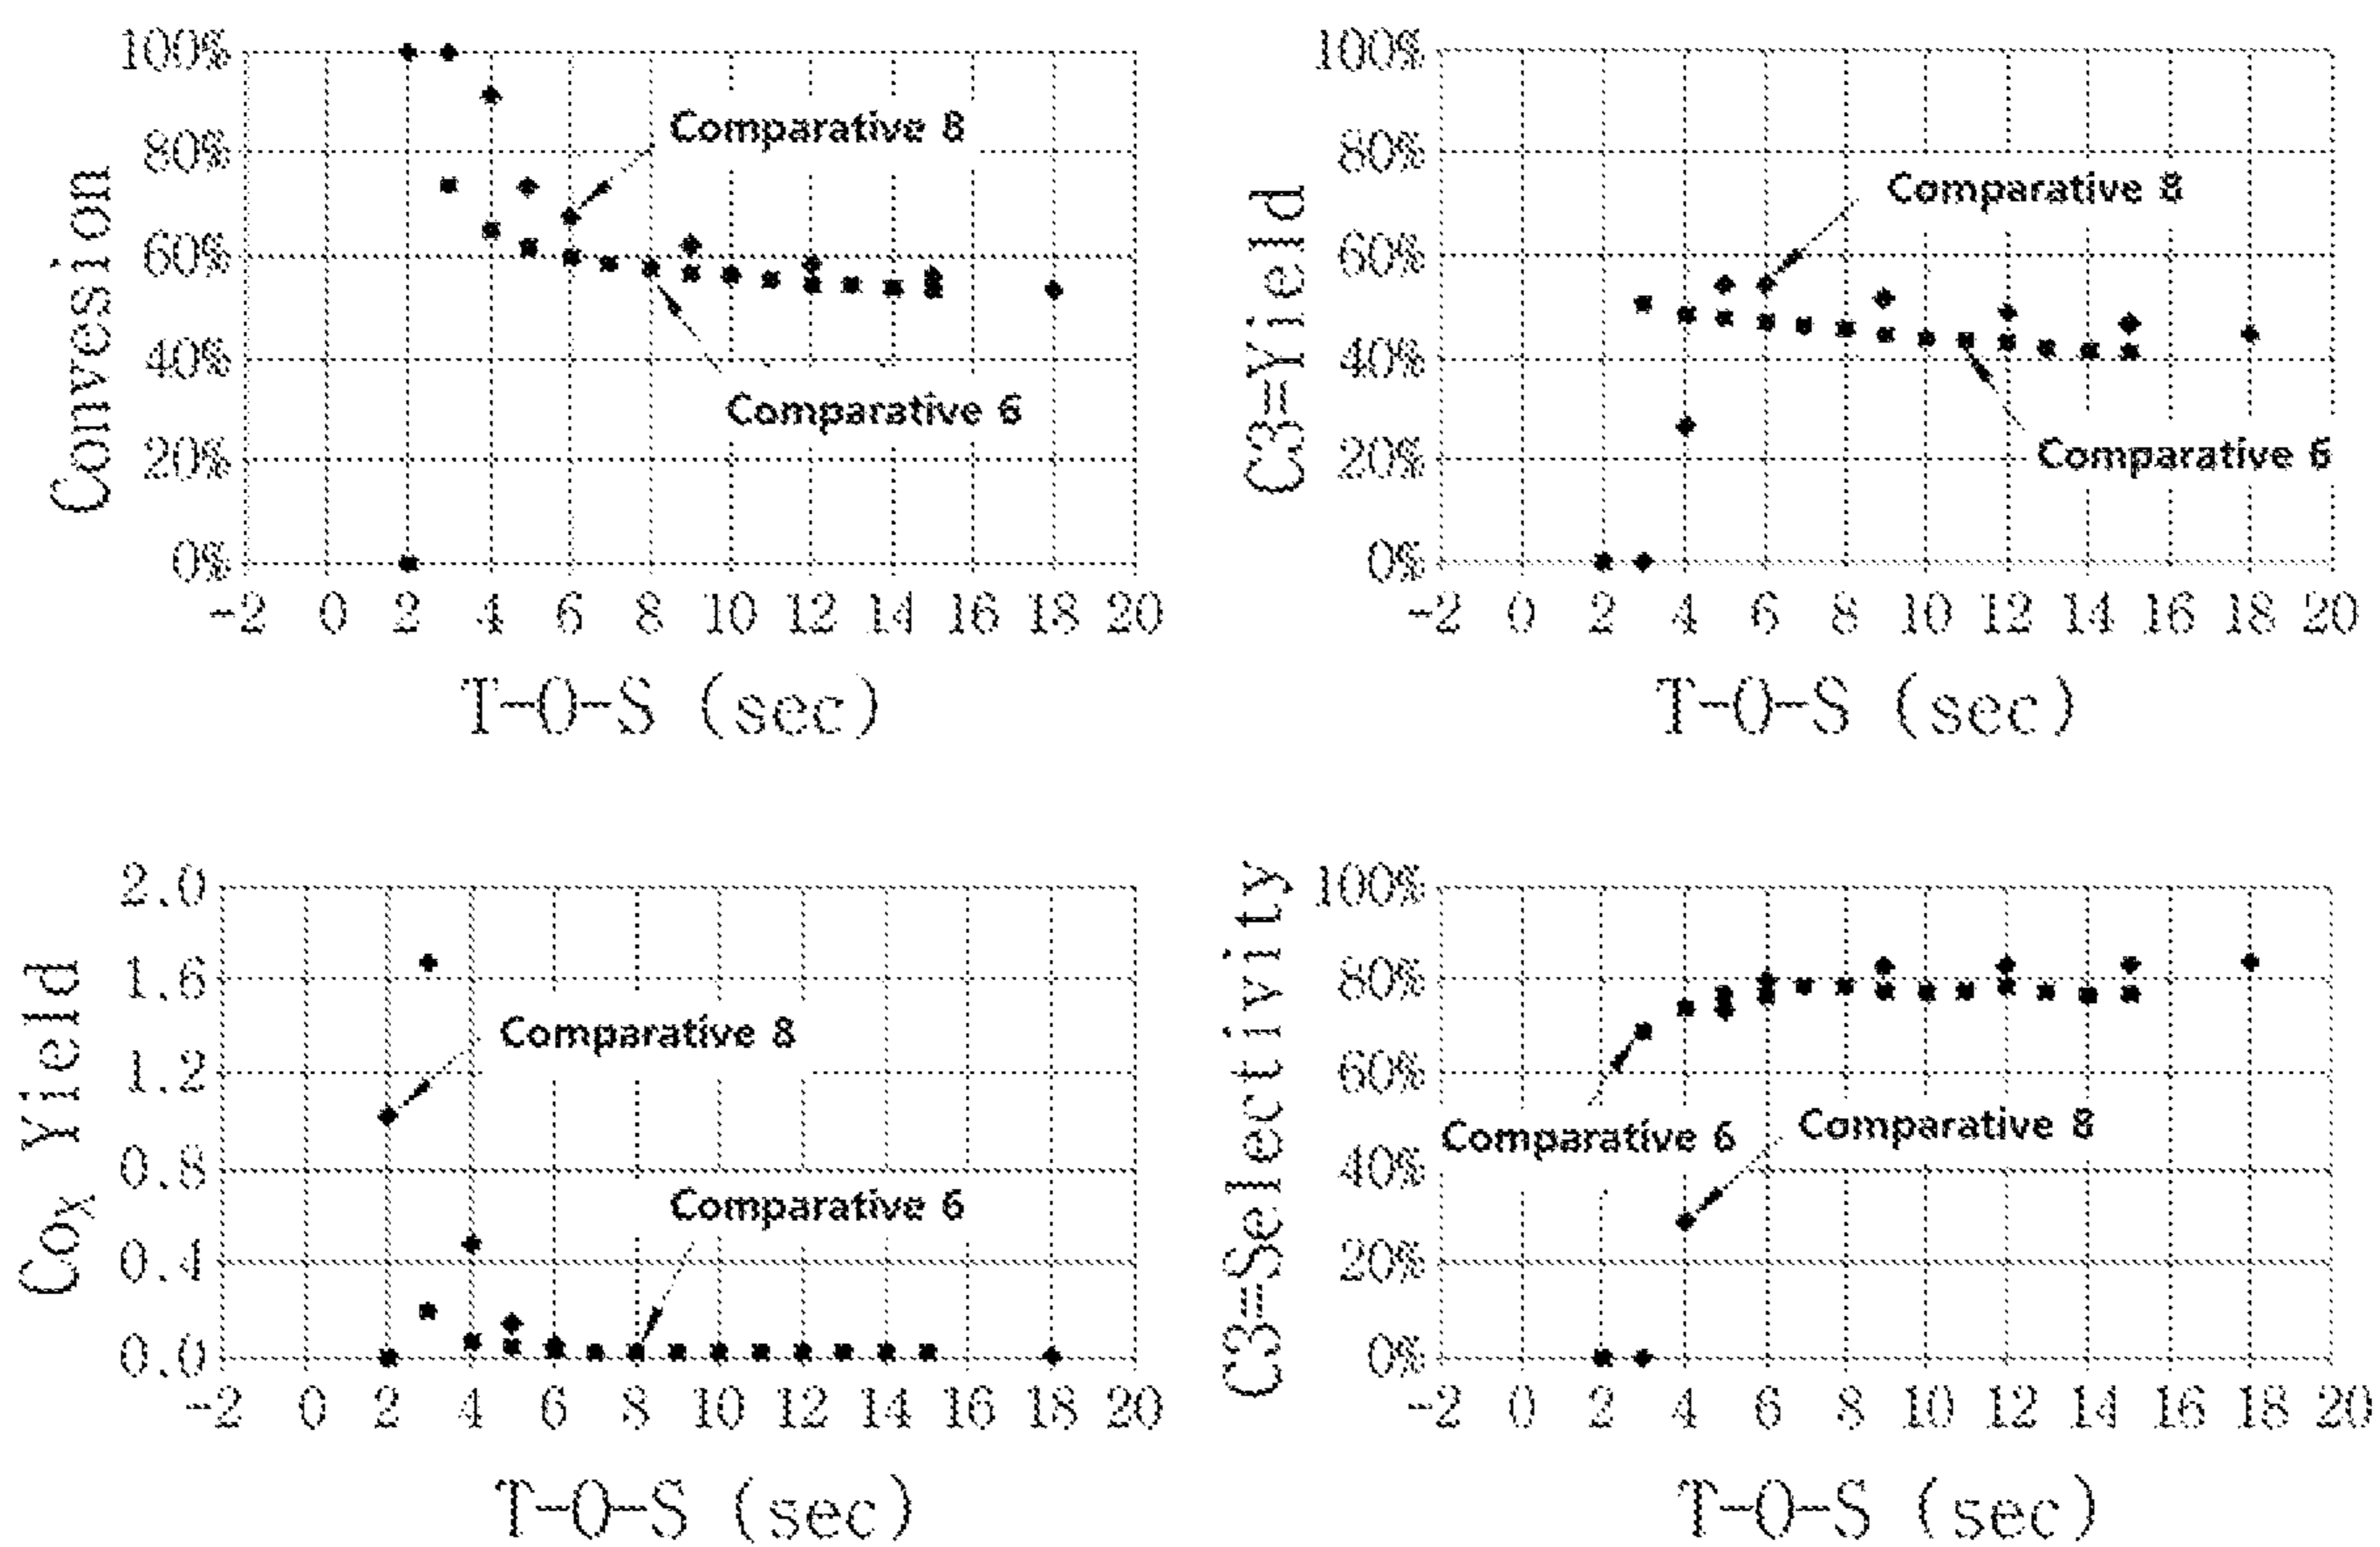 100%
80%
60%
40%
20%
0%
Convesion
Comparative 8
Comparative 6
-2 0 2 4 6 8 10 12 14 16 18 20
T-O-S (sec)
100%
80%
60%
40%
20%
0%
C3=Yield
Comparative 8
Comparative 6
-2 0 2 4 6 8 10 12 14 16 18 20
T-O-S (sec)
2.0
1.6
1.2
0.8
0.4
0.0
Cox Yield
Comparative 8
Comparative 6
-2 0 2 4 6 8 10 12 14 16 18 20
T-O-S (sec)
100%
80%
60%
40%
20%
0%
C3=Selectivity
Comparative 6
Comparative 8
-2 0 2 4 6 8 10 12 14 16 18 20
T-O-S (sec)